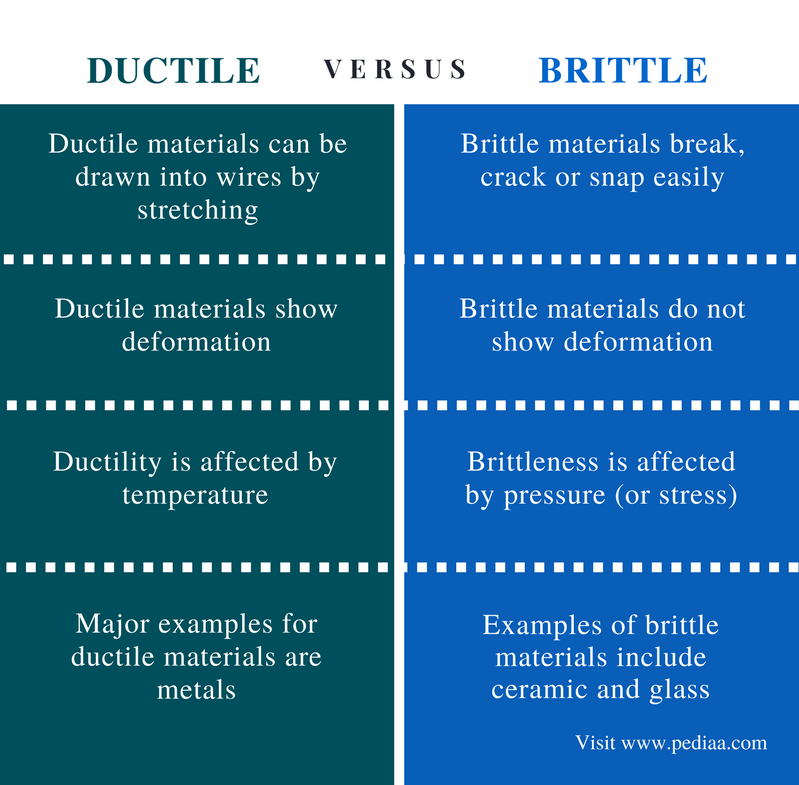 DUCTILE VERSUS BRITTLE
Ductile materials can be
drawn into wires by
stretching
Brittle materials break,
crack or snap easily
Ductile materials show
deformation
Brittle materials do not
show deformation
Ductility is affected by
temperature
Brittleness is affected
by pressure (or stress)
Major examples for
ductile materials are
metals
Examples of brittle
materials include
ceramic and glass
Visit www.pediaa.com